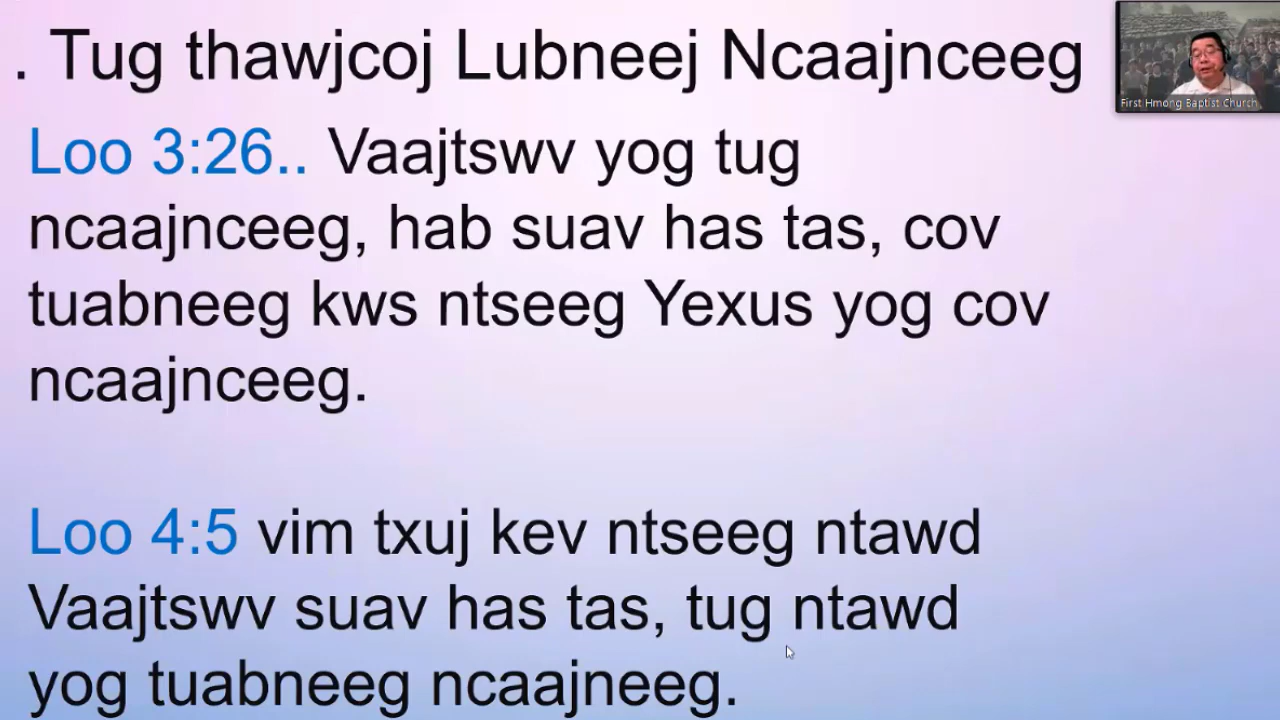 . Tug thawjcoj Lubneej Ncaajnceeg
First Hmong Baptist Church
Loo 3:26.. Vaajtswv yog tug
ncaajnceeg, hab suav has tas, cov
tuabneeg kws ntseeg Yexus yog cov
ncaajnceeg.
Loo 4:5 vim txuj kev ntseeg ntawd
Vaajtswv suav has tas, tug ntawd
yog tuabneeg ncaajneeg.